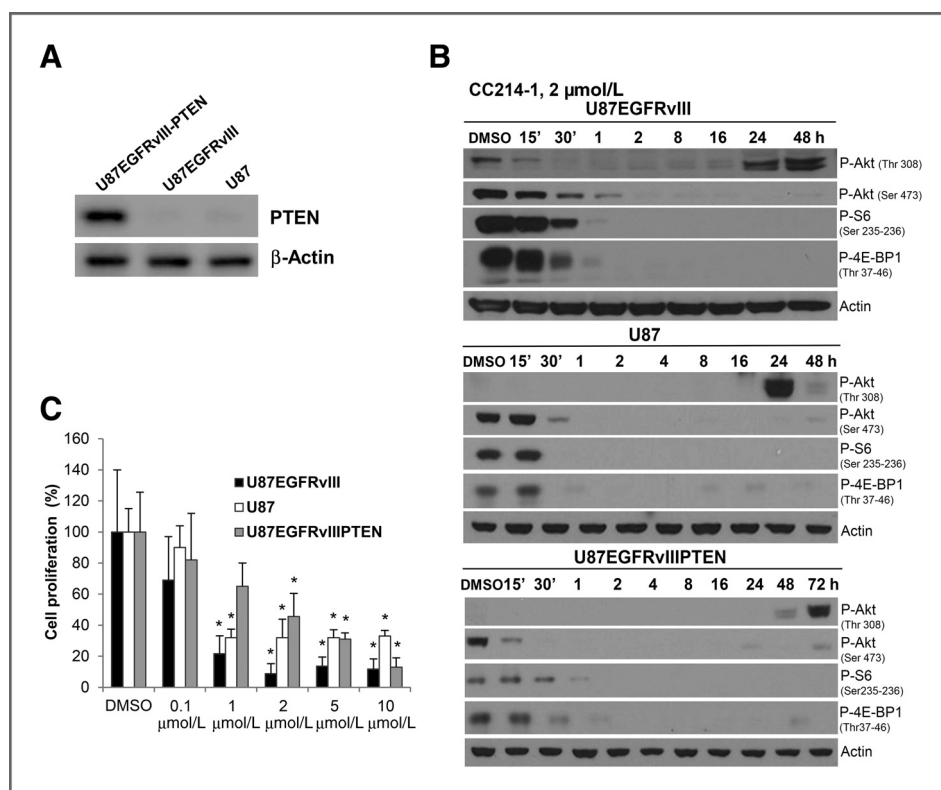 A
U87EGFRvIII-PTEN
U87EGFRvIII
U87
PTEN
β-Actin
B
CC214-1, 2 µmol/L
U87EGFRvIII
DMSO 15' 30' 1 2 8 16 24 48 h
P-Akt (Thr 308)
P-Akt (Ser 473)
P-S6
(Ser 235-236)
P-4E-BP1
(Thr 37-46)
Actin
U87
DMSO 15' 30' 1 2 4 8 16 24 48 h
P-Akt
(Thr 308)
P-Akt
(Ser 473)
P-S6
(Ser 235-236)
P-4E-BP1
(Thr 37-46)
Actin
U87EGFRvIIIPTEN
DMSO 15' 30' 1 2 4 8 16 24 48 72 h
P-Akt
(Thr 308)
P-Akt
(Ser 473)
P-S6
(Ser235-236)
P-4E-BP1
(Thr37-46)
Actin
C
Cell proliferation (%)
160
140
120
100
80
60
40
20
0
U87EGFRvIII
U87
U87EGFRvIIIPTEN
* * * * * * * * * * *
DMSO 0.1 1 2 5 10
µmol/L µmol/L µmol/L µmol/L µmol/L